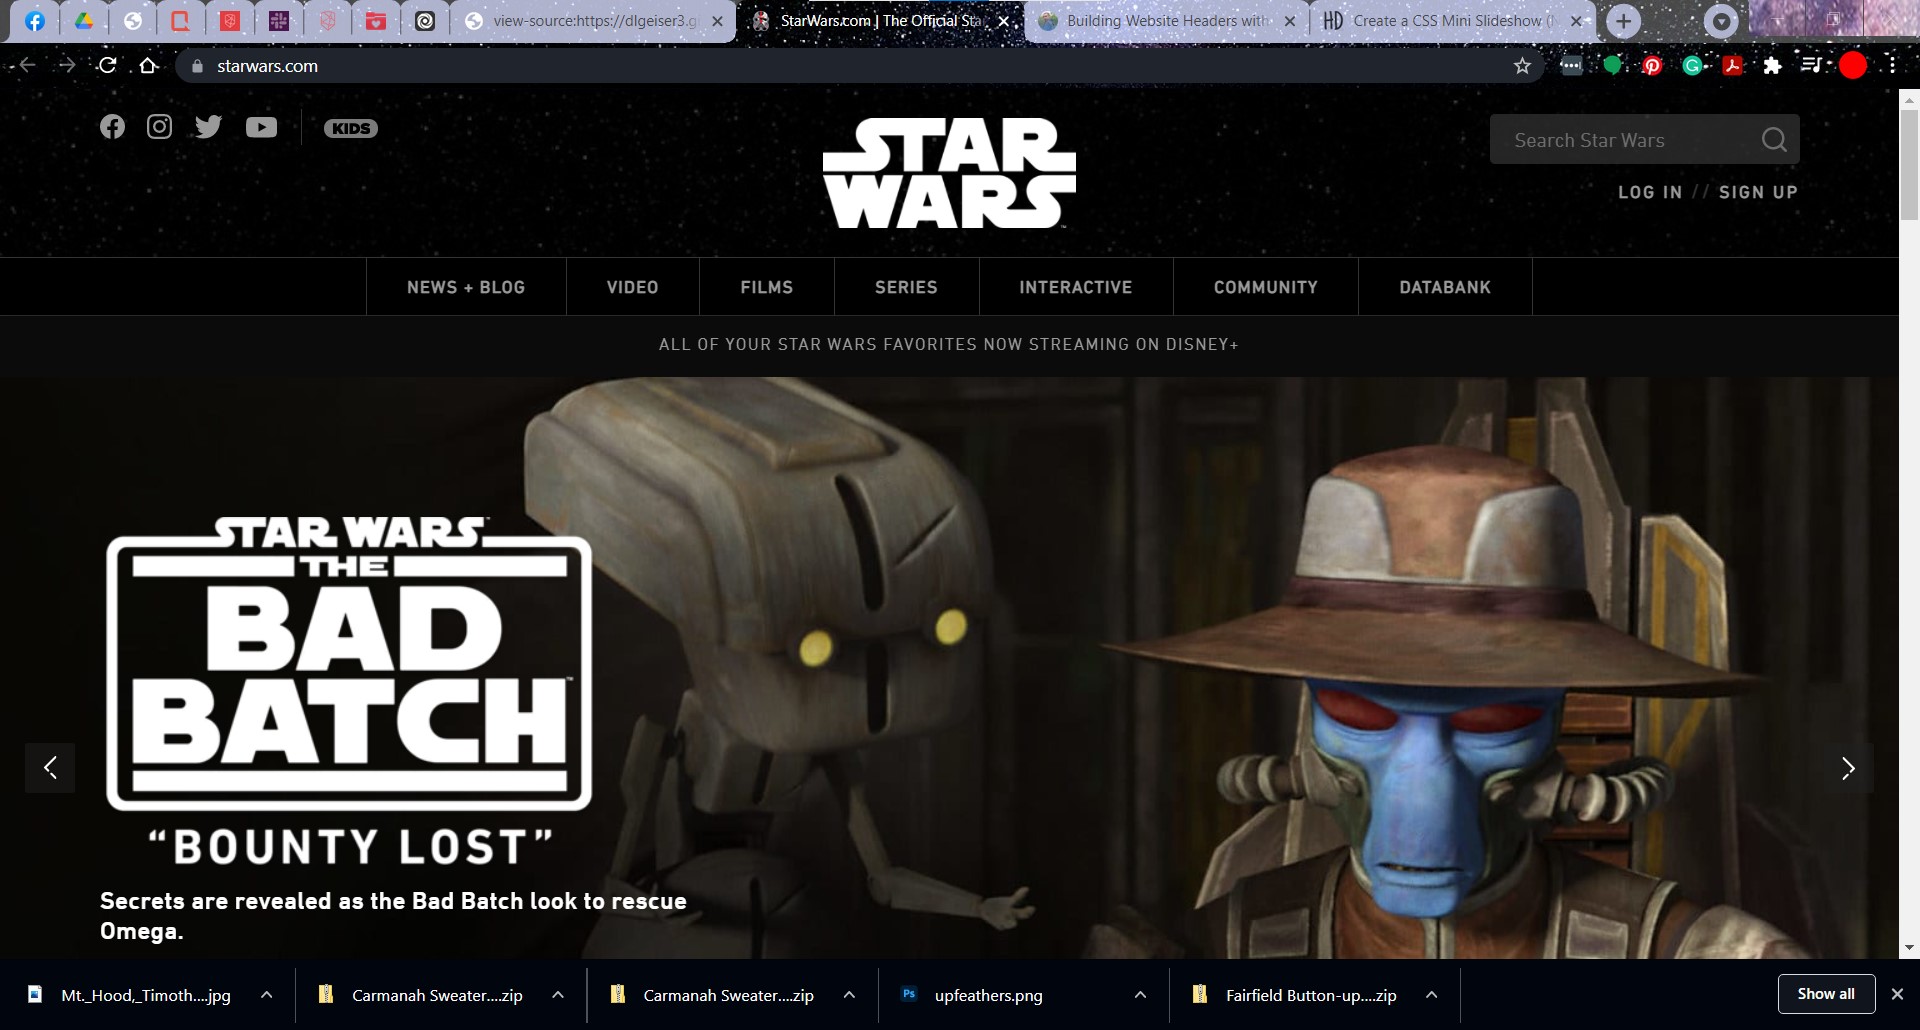 view-source:https://dlgeiser3.g
StarWars.com | The Official Sta
Building Website Headers with
HD
Create a CSS Mini Slideshow (
starwars.com
KIDS
STAR
WARS
Search Star Wars
LOG IN // SIGN UP
NEWS + BLOG
VIDEO
FILMS
SERIES
INTERACTIVE
COMMUNITY
DATABANK
ALL OF YOUR STAR WARS FAVORITES NOW STREAMING ON DISNEY+
STAR WARS
THE
BAD
BATCH
“BOUNTY LOST”
Secrets are revealed as the Bad Batch look to rescue
Omega.
Mt._Hood,_Timoth....jpg
Carmanah Sweater....zip
Carmanah Sweater....zip
Ps
upfeathers.png
Fairfield Button-up....zip
Show all